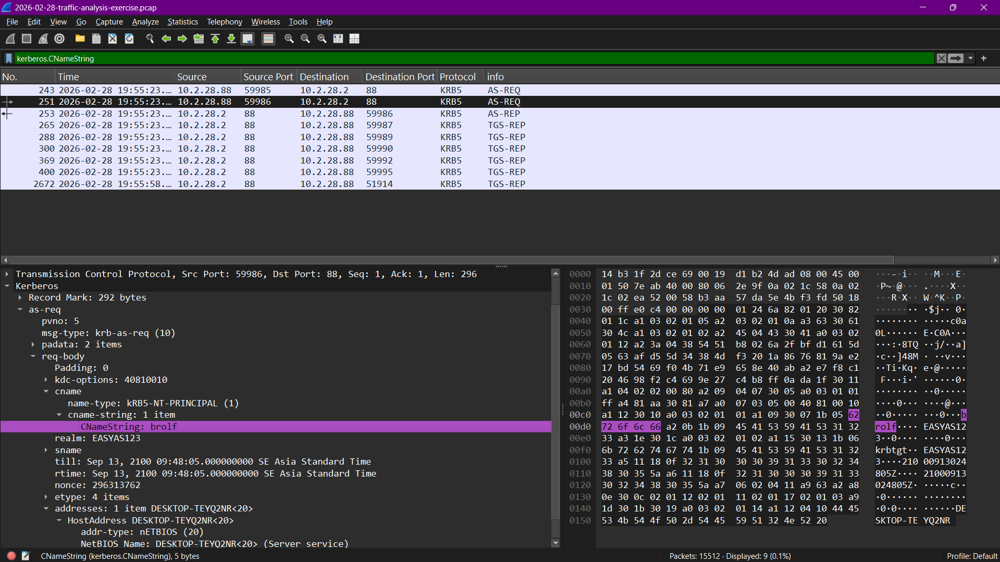 2026-02-28-traffic-analysis-exercise.pcap
File Edit View Go Capture Analyze Statistics Telephony Wireless Tools Help
kerberos.CNameString
No. Time Source Source Port Destination Destination Port Protocol info
243 2026-02-28 19:55:23.… 10.2.28.88 59985 10.2.28.2 88 KRB5 AS-REQ
251 2026-02-28 19:55:23.… 10.2.28.88 59986 10.2.28.2 88 KRB5 AS-REQ
253 2026-02-28 19:55:23.… 10.2.28.2 88 10.2.28.88 59986 KRB5 AS-REP
265 2026-02-28 19:55:23.… 10.2.28.2 88 10.2.28.88 59987 KRB5 TGS-REP
288 2026-02-28 19:55:23.… 10.2.28.2 88 10.2.28.88 59989 KRB5 TGS-REP
300 2026-02-28 19:55:23.… 10.2.28.2 88 10.2.28.88 59990 KRB5 TGS-REP
369 2026-02-28 19:55:23.… 10.2.28.2 88 10.2.28.88 59992 KRB5 TGS-REP
400 2026-02-28 19:55:23.… 10.2.28.2 88 10.2.28.88 59995 KRB5 TGS-REP
2672 2026-02-28 19:55:58.… 10.2.28.2 88 10.2.28.88 51914 KRB5 TGS-REP
Transmission Control Protocol, Src Port: 59986, Dst Port: 88, Seq: 1, Ack: 1, Len: 296
Kerberos
Record Mark: 292 bytes
as-req
pvno: 5
msg-type: krb-as-req (10)
padata: 2 items
req-body
Padding: 0
kdc-options: 40810010
cname
name-type: kRB5-NT-PRINCIPAL (1)
cname-string: 1 item
CNameString: brolf
realm: EASYAS123
sname
till: Sep 13, 2100 09:48:05.000000000 SE Asia Standard Time
rtime: Sep 13, 2100 09:48:05.000000000 SE Asia Standard Time
nonce: 296313762
etype: 4 items
addresses: 1 item DESKTOP-TEYQ2NR<20>
HostAddress DESKTOP-TEYQ2NR<20>
addr-type: nETBIOS (20)
NetBIOS Name: DESKTOP-TEYQ2NR<20> (Server service)
0000 14 b3 1f 2d ce 69 00 19 d1 b2 4d ad 08 00 45 00 ···-·i·· ··M···E·
0010 01 50 7e ab 40 00 80 06 2e 9f 0a 02 1c 58 0a 02 ·P~·@··· .····X··
0020 1c 02 ea 52 00 58 b3 aa 57 da 5e 4b f3 fd 50 18 ···R·X·· W·^K··P·
0030 00 ff e0 c4 00 00 00 00 01 24 6a 82 01 20 30 82 ········ ·$j·· 0·
0040 01 1c a1 03 02 01 05 a2 03 02 01 0a a3 63 30 61 ········ ·····c0a
0050 30 4c a1 03 02 01 02 a2 45 04 43 30 41 a0 03 02 0L······ E·C0A···
0060 01 12 a2 3a 04 38 54 51 b8 02 6a 2f bf d1 61 5d ···:·8TQ ··j/··a]
0070 05 63 af d5 5d 34 38 4d f3 20 1a 86 76 81 9a e2 ·c··]48M · ··v···
0080 17 bd 54 69 f0 4b 71 e9 65 8e 40 ab a2 e7 f8 c1 ··Ti·Kq· e·@·····
0090 20 46 98 f2 c4 69 9e 27 c4 b8 ff 0a da 1f 30 11 F···i·' ······0·
00a0 a1 04 02 02 00 80 a2 09 04 07 30 05 a0 03 01 01 ········ ··0·····
00b0 ff a4 81 aa 30 81 a7 a0 07 03 05 00 40 81 00 10 ····0··· ····@···
00c0 a1 12 30 10 a0 03 02 01 01 a1 09 30 07 1b 05 62 ··0····· ···0···b
00d0 72 6f 6c 66 a2 0b 1b 09 45 41 53 59 41 53 31 32 rolf···· EASYAS12
00e0 33 a3 1e 30 1c a0 03 02 01 02 a1 15 30 13 1b 06 3··0···· ····0···
00f0 6b 72 62 74 67 74 1b 09 45 41 53 59 41 53 31 32 krbtgt·· EASYAS12
0100 33 a5 11 18 0f 32 31 30 30 30 39 31 33 30 32 34 3····210 00913024
0110 38 30 35 5a a6 11 18 0f 32 31 30 30 30 39 31 33 805Z···· 21000913
0120 30 32 34 38 30 35 5a a7 06 02 04 11 a9 63 a2 a8 024805Z· ·····c··
0130 0e 30 0c 02 01 12 02 01 11 02 01 17 02 01 03 a9 ·0······ ········
0140 1d 30 1b 30 19 a0 03 02 01 14 a1 12 04 10 44 45 ·0·0···· ······DE
0150 53 4b 54 4f 50 2d 54 45 59 51 32 4e 52 20 SKTOP-TE YQ2NR
CNameString (kerberos.CNameString), 5 bytes
Packets: 15512 · Displayed: 9 (0.1%)
Profile: Default